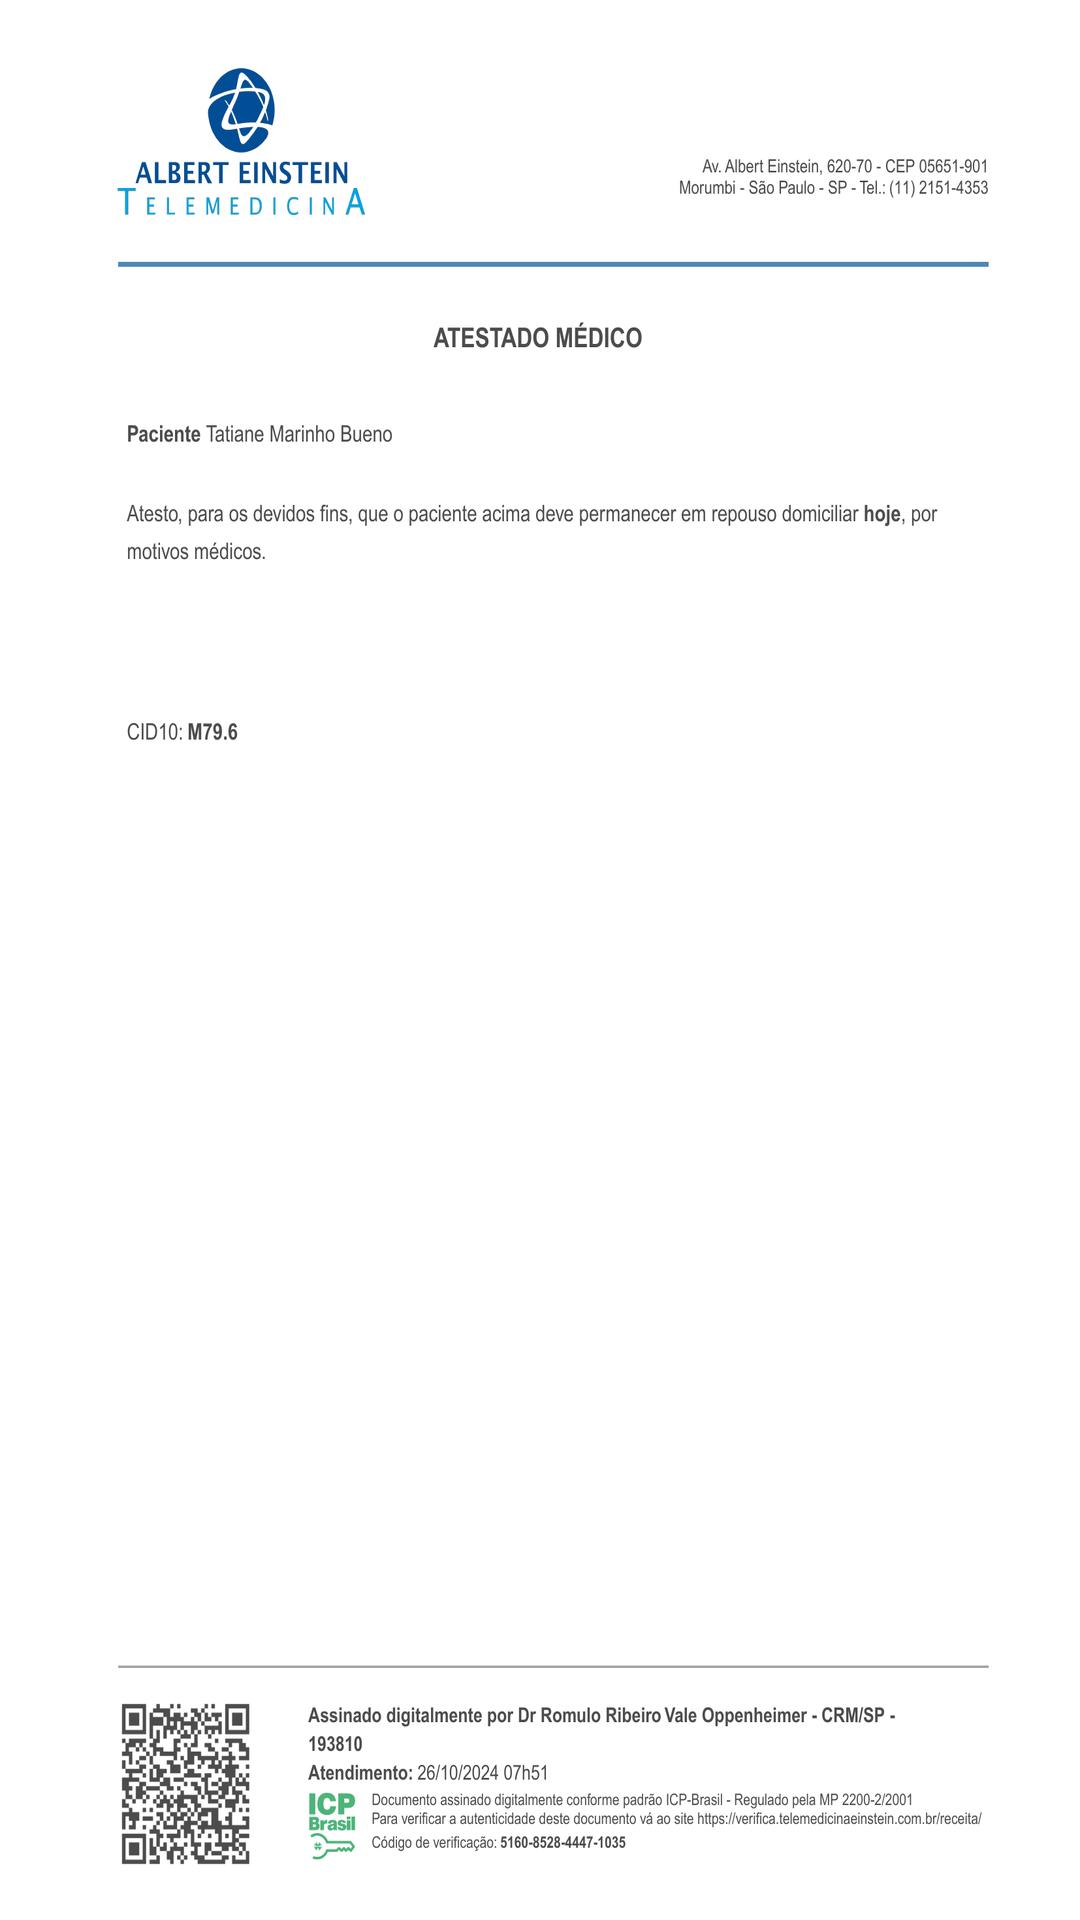 ALBERT EINSTEIN
TELEMEDICINA
Av. Albert Einstein, 620-70 - CEP 05651-901
Morumbi - São Paulo - SP - Tel.: (11) 2151-4353
ATESTADO MÉDICO
Paciente Tatiane Marinho Bueno
Atesto, para os devidos fins, que o paciente acima deve permanecer em repouso domiciliar hoje, por
motivos médicos.
CID10: M79.6
Assinado digitalmente por Dr Romulo Ribeiro Vale Oppenheimer - CRM/SP -
193810
Atendimento: 26/10/2024 07h51
ICP
Brasil
Documento assinado digitalmente conforme padrão ICP-Brasil - Regulado pela MP 2200-2/2001
Para verificar a autenticidade deste documento vá ao site https://verifica.telemedicinaeinstein.com.br/receita/
Código de verificação: 5160-8528-4447-1035